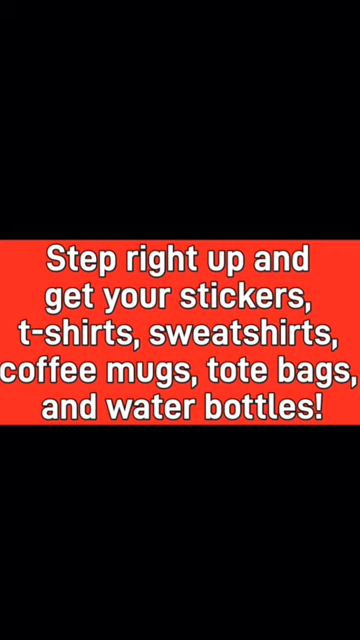 Step right up and
get your stickers,
t-shirts, sweatshirts,
coffee mugs, tote bags,
and water bottles!